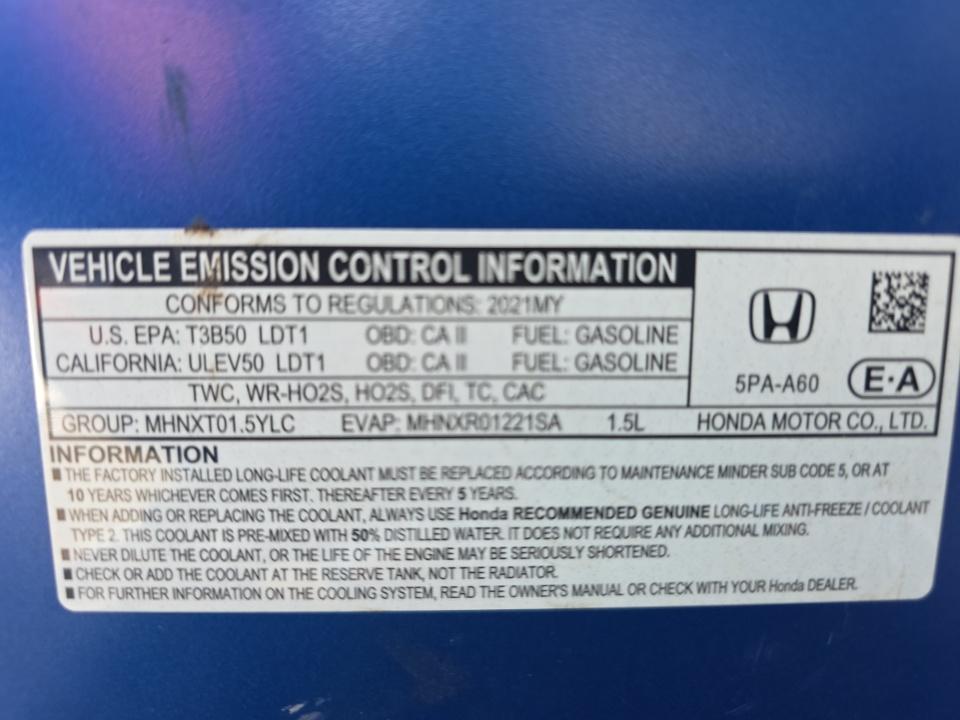 VEHICLE EMISSION CONTROL INFORMATION
CONFORMS TO REGULATIONS: 2021MY
U.S. EPA: T3B50 LDT1 OBD: CA II FUEL: GASOLINE
CALIFORNIA: ULEV50 LDT1 OBD: CA II FUEL: GASOLINE
TWC, WR-HO2S, HO2S, DFI, TC, CAC
5PA-A60 E·A
GROUP: MHNXT01.5YLC EVAP: MHNXR01221SA 1.5L HONDA MOTOR CO., LTD.
INFORMATION
■ THE FACTORY INSTALLED LONG-LIFE COOLANT MUST BE REPLACED ACCORDING TO MAINTENANCE MINDER SUB CODE 5, OR AT
10 YEARS WHICHEVER COMES FIRST. THEREAFTER EVERY 5 YEARS.
■ WHEN ADDING OR REPLACING THE COOLANT, ALWAYS USE Honda RECOMMENDED GENUINE LONG-LIFE ANTI-FREEZE / COOLANT
TYPE 2. THIS COOLANT IS PRE-MIXED WITH 50% DISTILLED WATER. IT DOES NOT REQUIRE ANY ADDITIONAL MIXING.
■ NEVER DILUTE THE COOLANT, OR THE LIFE OF THE ENGINE MAY BE SERIOUSLY SHORTENED.
■ CHECK OR ADD THE COOLANT AT THE RESERVE TANK, NOT THE RADIATOR.
■ FOR FURTHER INFORMATION ON THE COOLING SYSTEM, READ THE OWNER'S MANUAL OR CHECK WITH YOUR Honda DEALER.